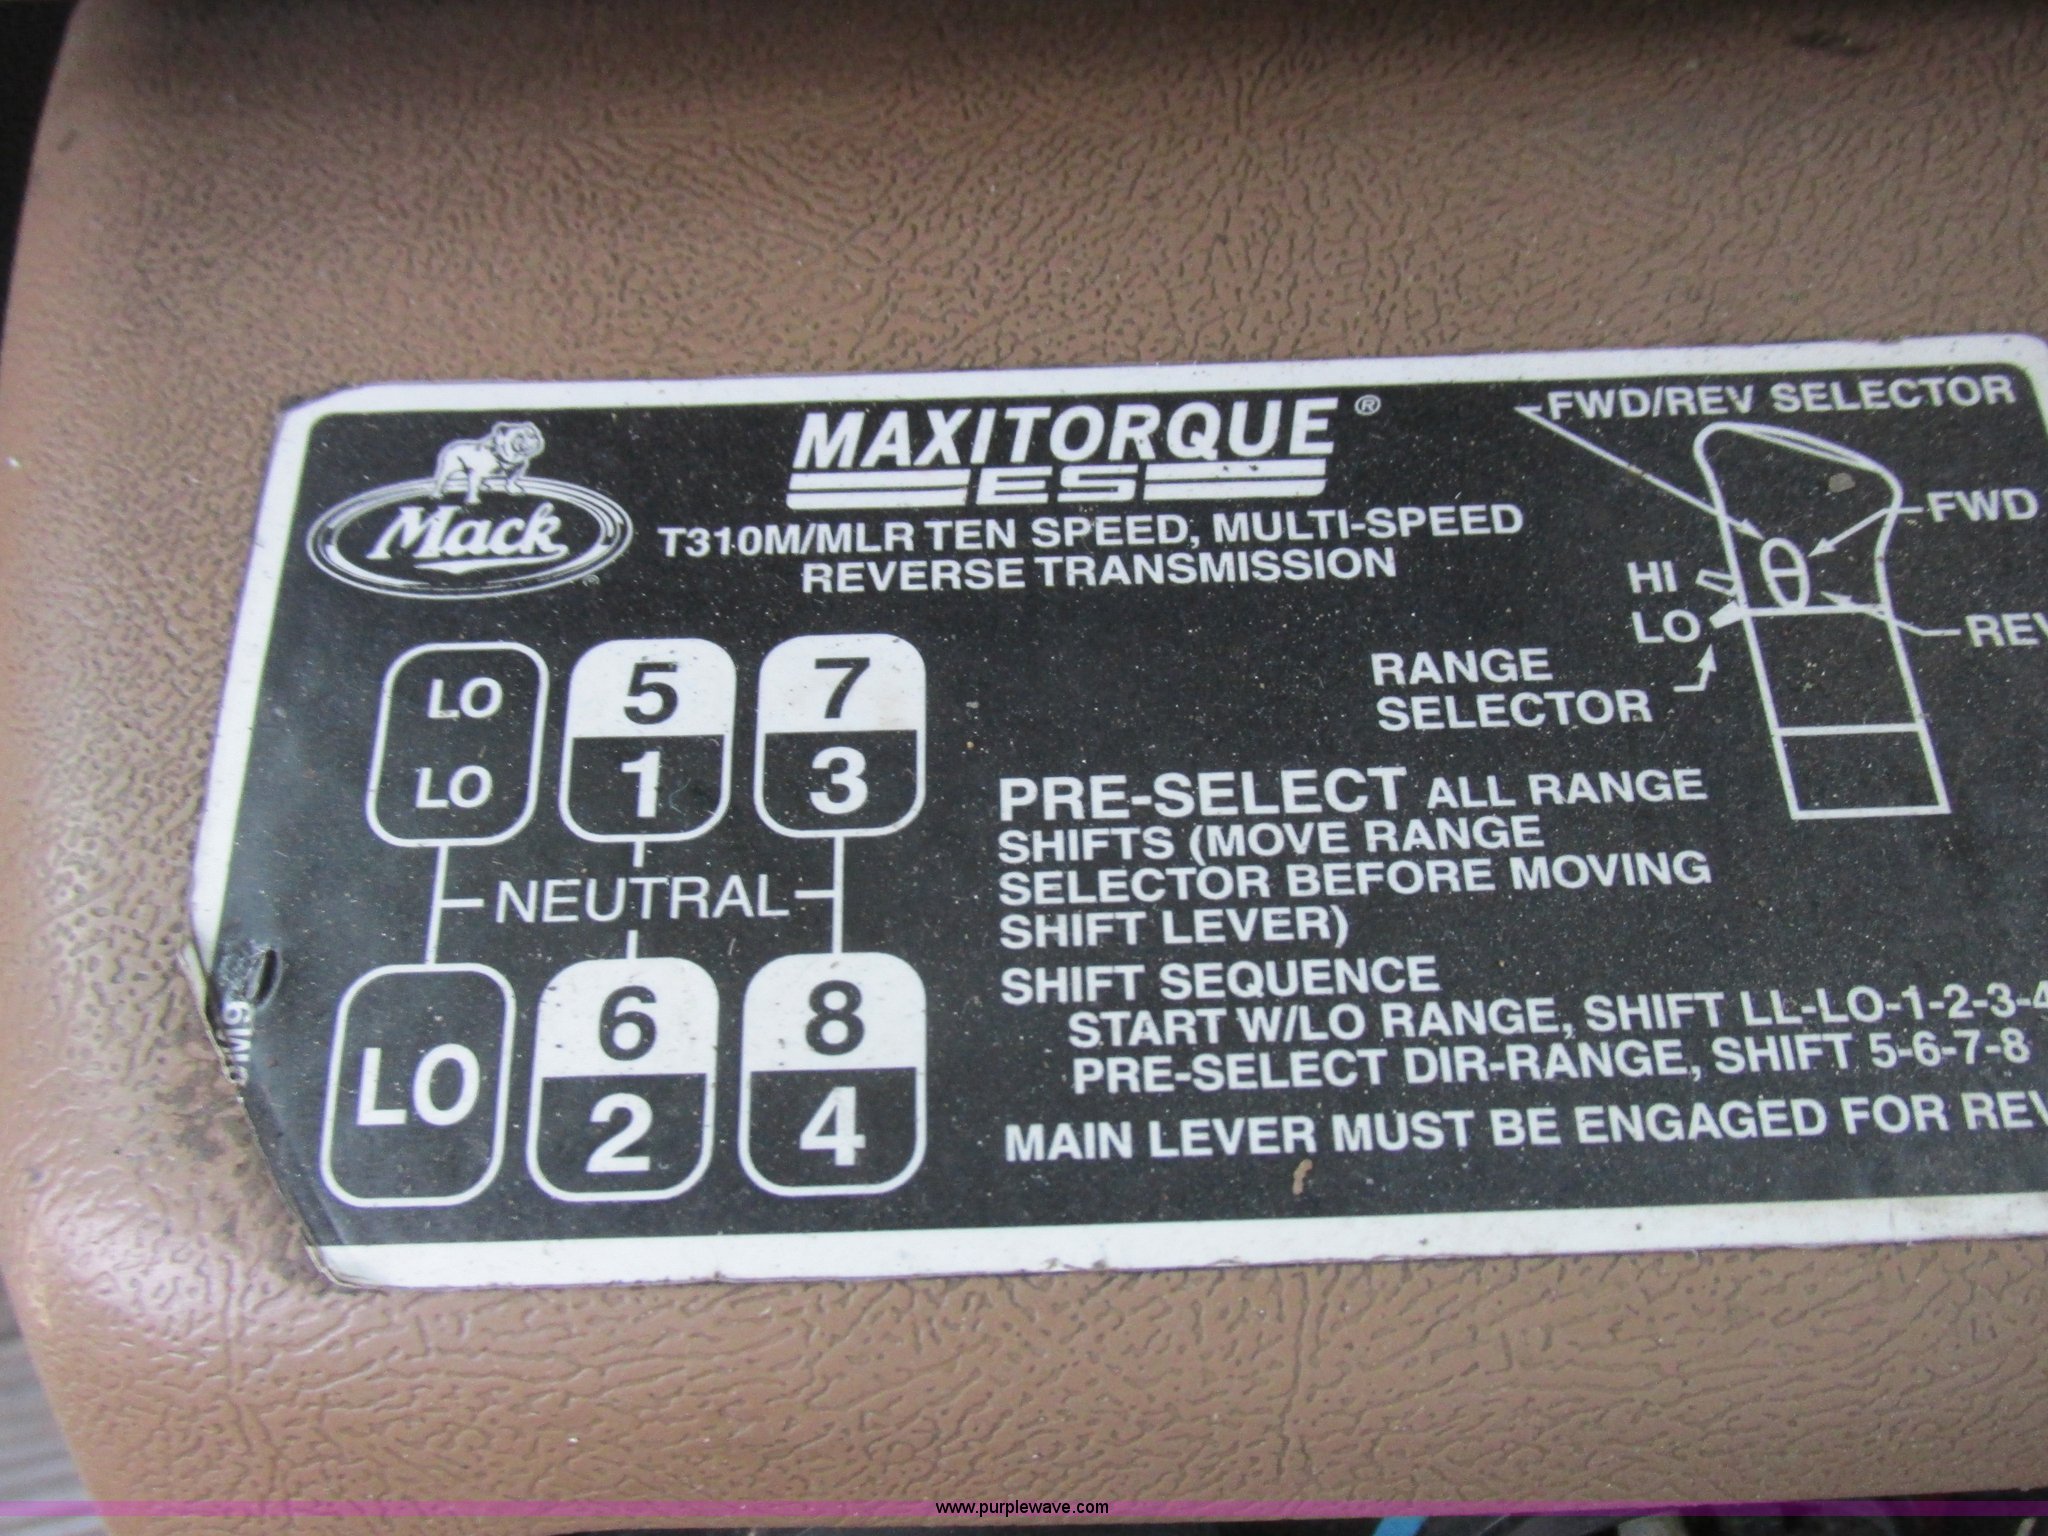 Mack
MAXITORQUE ®
ES
T310M/MLR TEN SPEED, MULTI-SPEED
REVERSE TRANSMISSION
FWD/REV SELECTOR
FWD
HI
LO
REV
RANGE
SELECTOR
LO 5 7
LO 1 3
NEUTRAL
6 8
LO
2 4
PRE-SELECT ALL RANGE
SHIFTS (MOVE RANGE
SELECTOR BEFORE MOVING
SHIFT LEVER)
SHIFT SEQUENCE
START W/LO RANGE, SHIFT LL-LO-1-2-3-4
PRE-SELECT DIR-RANGE, SHIFT 5-6-7-8
MAIN LEVER MUST BE ENGAGED FOR REV
www.purplewave.com